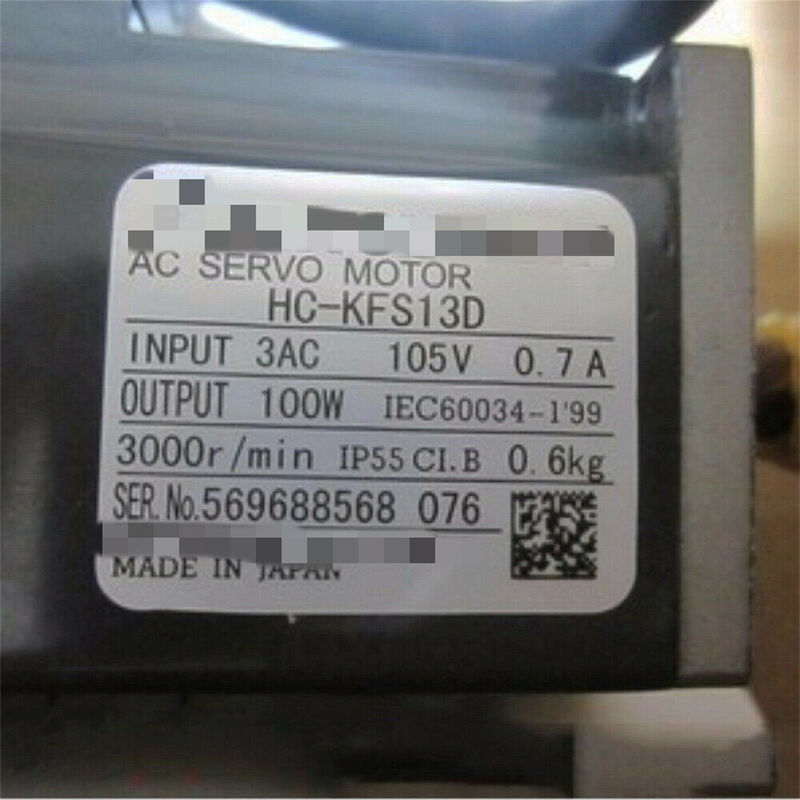 AC SERVO MOTOR
HC-KFS13D
INPUT 3AC 105V 0.7A
OUTPUT 100W IEC60034-1'99
3000r/min IP55 CI.B 0.6kg
SER.No.569688568 076
MADE IN JAPAN